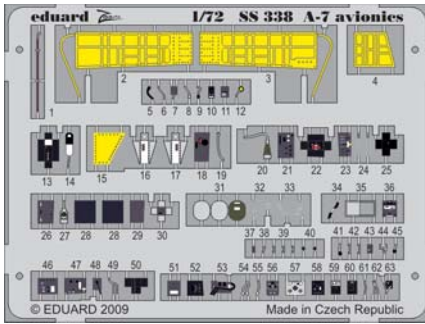 eduard 1/72 SS 338 A-7 avionics
1 2 3 4
5 6 7 8 9 10 11 12
13 14 15 16 17 18 19 20 21 22 23 24 25
26 27 28 28 29 30 31 32 33 34 35 36
37 38 39 39 40 41 42 43 44 45
46 47 48 49 50 51 52 53 54 55 56 57 58 59 60 61 62 63
© EDUARD 2009 Made in Czech Republic